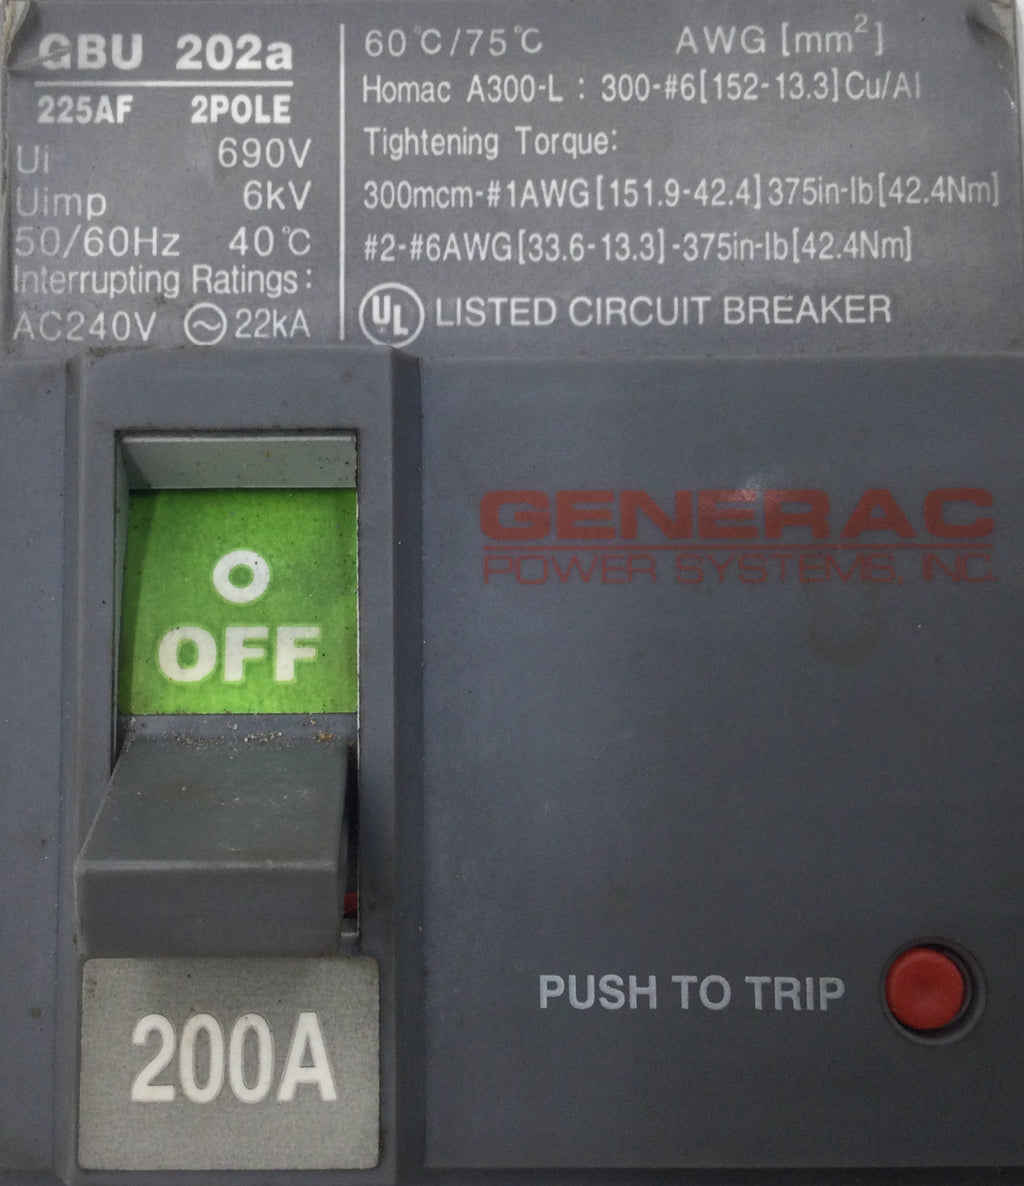 GBU 202a
225AF 2POLE
Ui 690V
Uimp 6kV
50/60Hz 40°C
Interrupting Ratings:
AC240V 22kA
60°C/75°C AWG [mm²]
Homac A300-L : 300-#6[152-13.3]Cu/Al
Tightening Torque:
300mcm-#1AWG[151.9-42.4]375in-lb[42.4Nm]
#2-#6AWG[33.6-13.3]-375in-lb[42.4Nm]
UL LISTED CIRCUIT BREAKER
O
OFF
GENERAC
POWER SYSTEMS, INC.
PUSH TO TRIP
200A